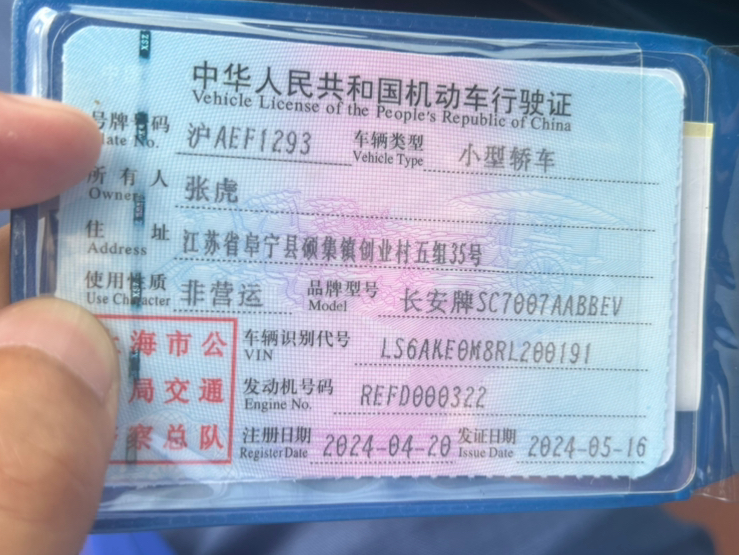 中华人民共和国机动车行驶证
Vehicle License of the People's Republic of China
号牌号码 沪AEF1293 车辆类型 小型轿车
Plate No. Vehicle Type
所有人 张虎
Owner
住址 江苏省阜宁县硕集镇创业村五组35号
Address
使用性质 非营运 品牌型号 长安牌SC7007AABBEV
Use Character Model
海市公 车辆识别代号 LS6AKE0M8RL200191
VIN
局交通 发动机号码 REFD000322
Engine No.
察总队 注册日期 2024-04-20 发证日期 2024-05-16
Register Date Issue Date